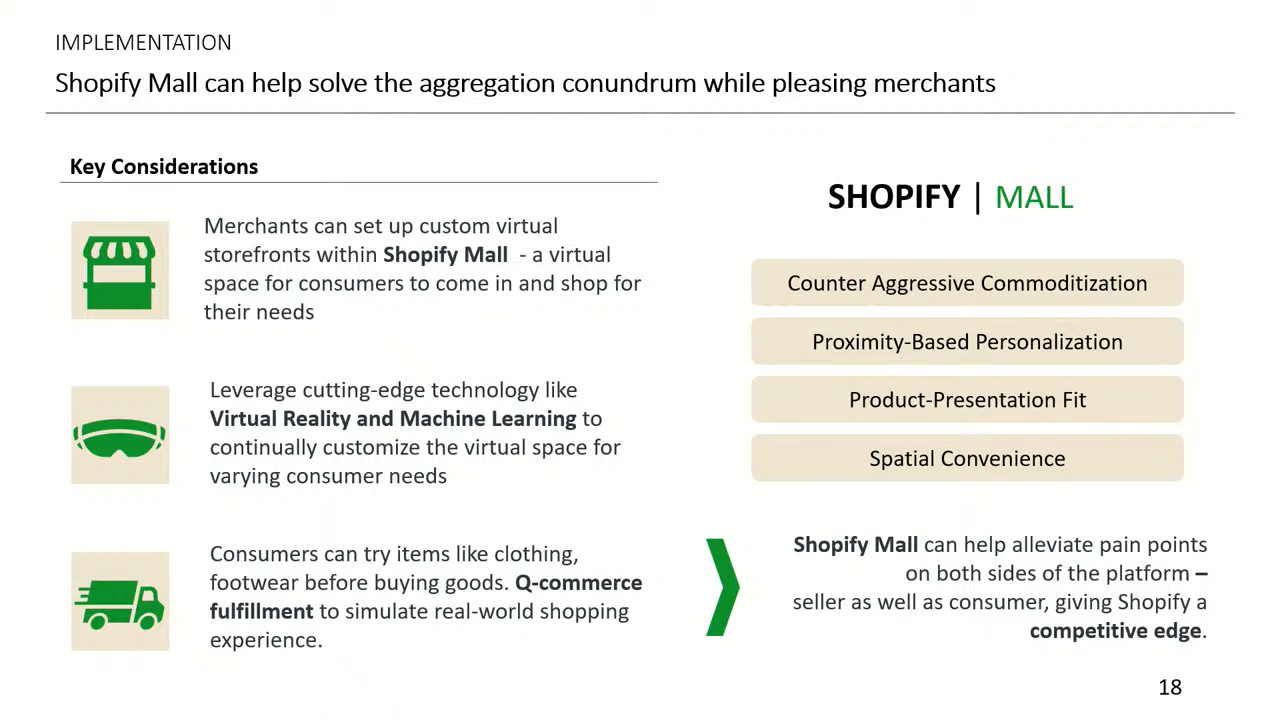 IMPLEMENTATION
Shopify Mall can help solve the aggregation conundrum while pleasing merchants
Key Considerations
Merchants can set up custom virtual
storefronts within Shopify Mall - a virtual
space for consumers to come in and shop for
their needs
Leverage cutting-edge technology like
Virtual Reality and Machine Learning to
continually customize the virtual space for
varying consumer needs
Consumers can try items like clothing,
footwear before buying goods. Q-commerce
fulfillment to simulate real-world shopping
experience.
SHOPIFY | MALL
Counter Aggressive Commoditization
Proximity-Based Personalization
Product-Presentation Fit
Spatial Convenience
Shopify Mall can help alleviate pain points
on both sides of the platform –
seller as well as consumer, giving Shopify a
competitive edge.
18